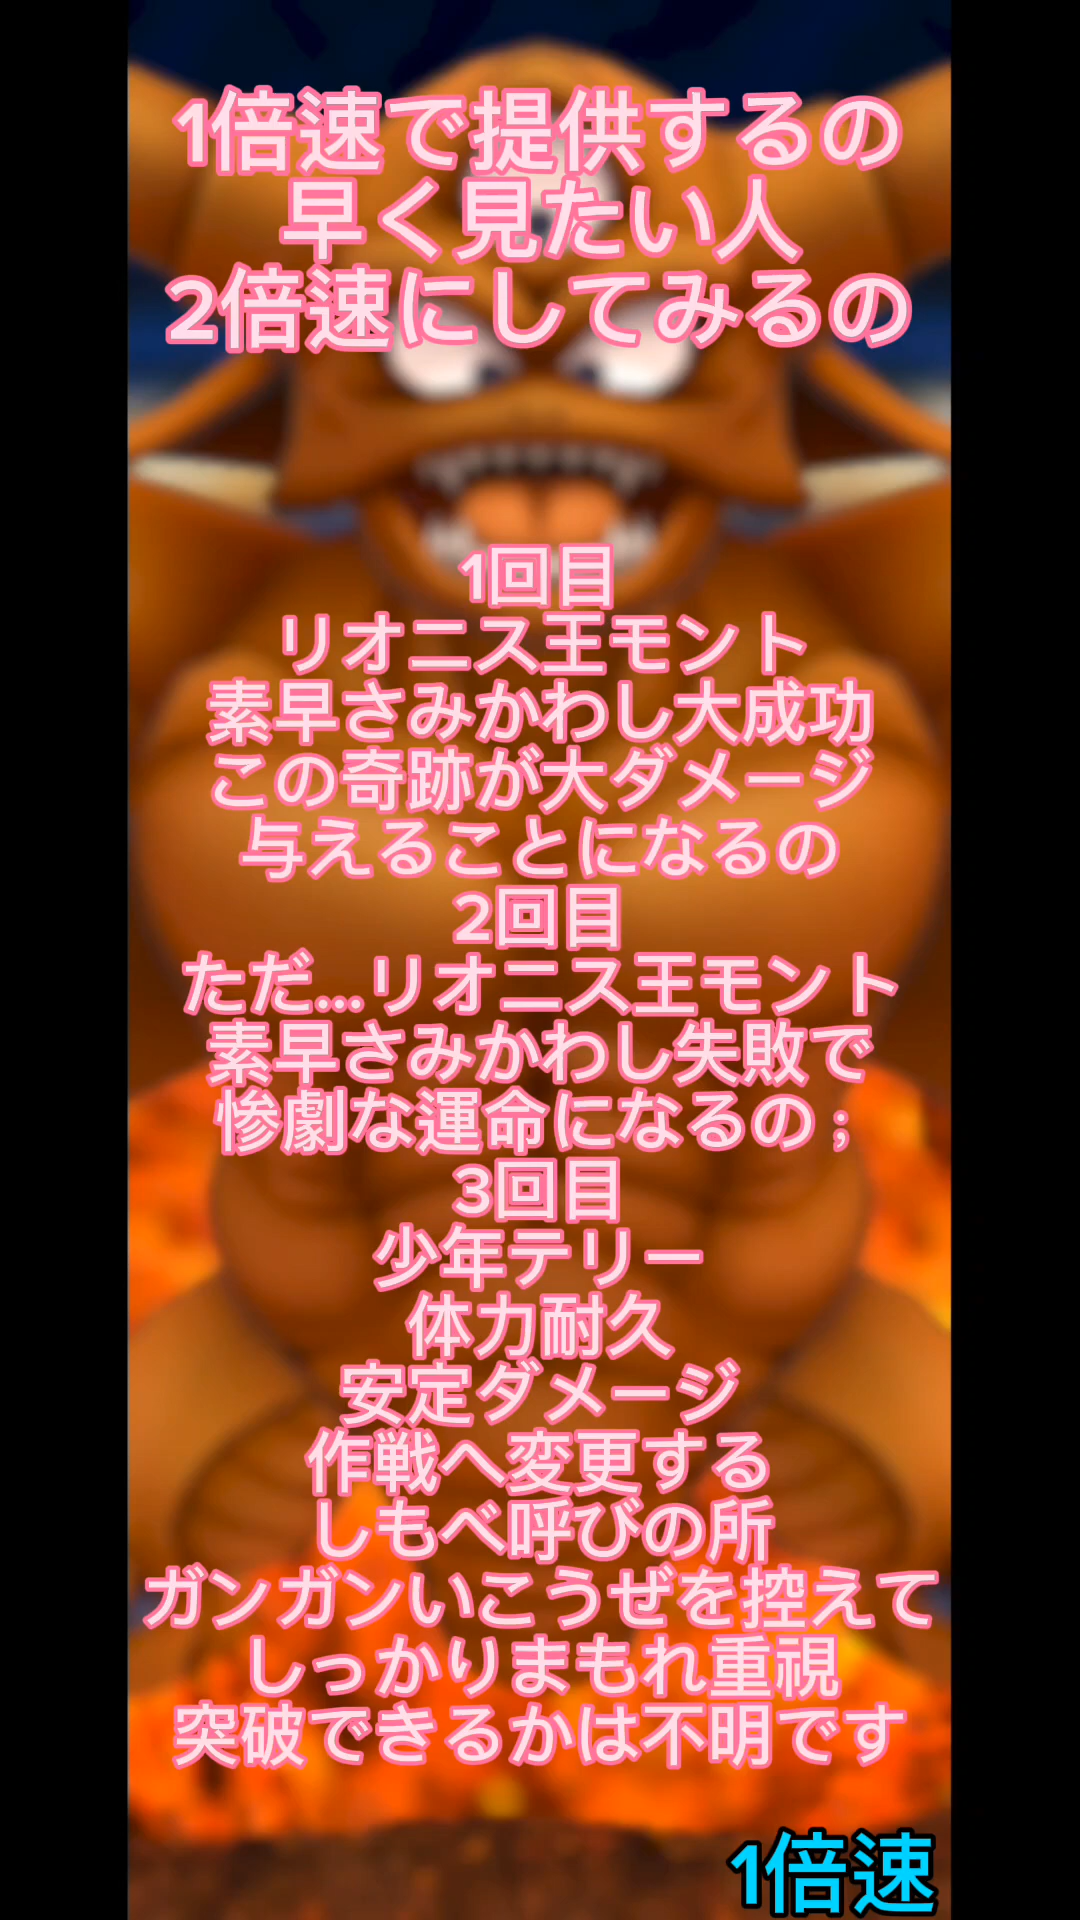 1倍速で提供するの
早く見たい人
2倍速にしてみるの
1回目
リオニス王モント
素早さみかわし大成功
この奇跡が大ダメージ
与えることになるの
2回目
ただ...リオニス王モント
素早さみかわし失敗で
惨劇な運命になるの；
3回目
少年テリー
体力耐久
安定ダメージ
作戦へ変更する
しもべ呼びの所
ガンガンいこうぜを控えて
しっかりまもれ重視
突破できるかは不明です
1倍速